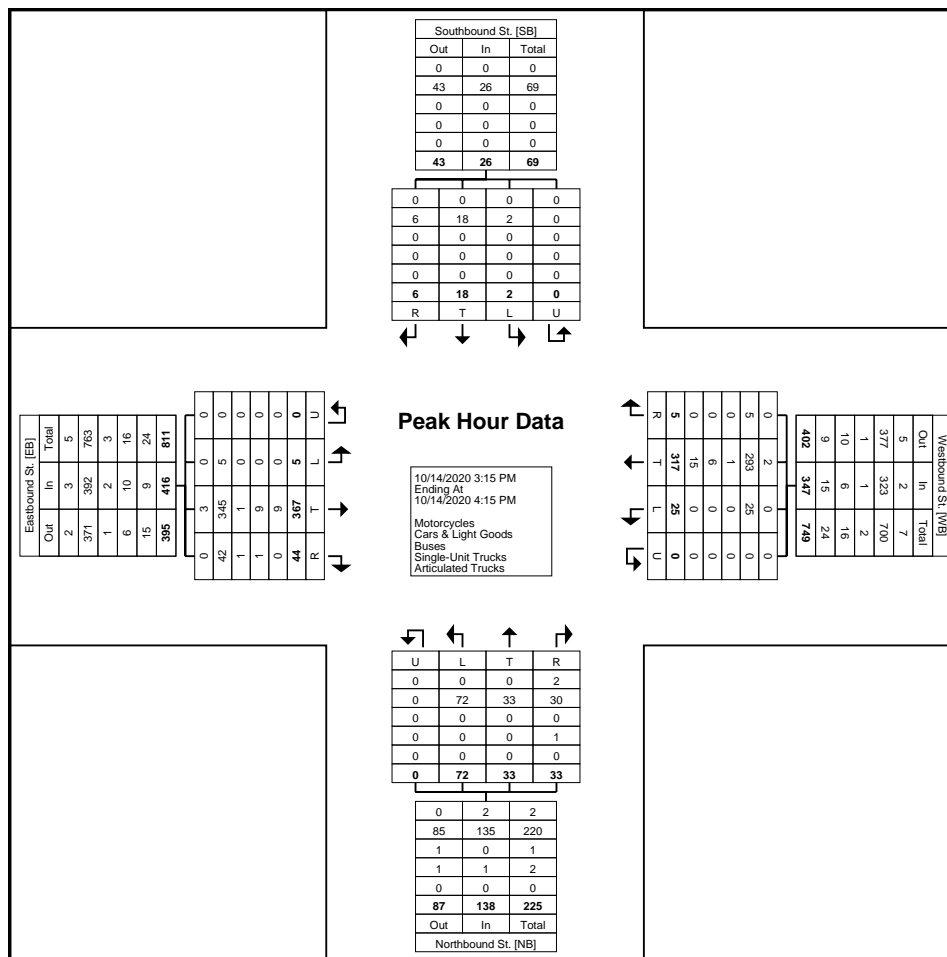 Southbound St. [SB]
Out In Total
0 0 0
43 26 69
0 0 0
0 0 0
0 0 0
43 26 69
0 0 0 0
6 18 2 0
0 0 0 0
0 0 0 0
0 0 0 0
6 18 2 0
R T L U
U L T R
0 5 367 44
0 0 9 0
0 0 9 1
0 0 1 1
0 5 345 42
0 0 3 0
811 416 395
24 9 15
16 10 6
3 2 1
763 392 371
5 3 2
Total In Out
Eastbound St. [EB]
Peak Hour Data
10/14/2020 3:15 PM
Ending At
10/14/2020 4:15 PM
Motorcycles
Cars & Light Goods
Buses
Single-Unit Trucks
Articulated Trucks
Westbound St. [WB]
Out In Total
5 2 7
377 323 700
1 1 2
10 6 16
9 15 24
402 347 749
0 2 0 0
5 293 25 0
0 1 0 0
0 6 0 0
0 15 0 0
5 317 25 0
R T L U
U L T R
0 0 0 2
0 72 33 30
0 0 0 0
0 0 0 1
0 0 0 0
0 72 33 33
0 2 2
85 135 220
1 0 1
1 1 2
0 0 0
87 138 225
Out In Total
Northbound St. [NB]